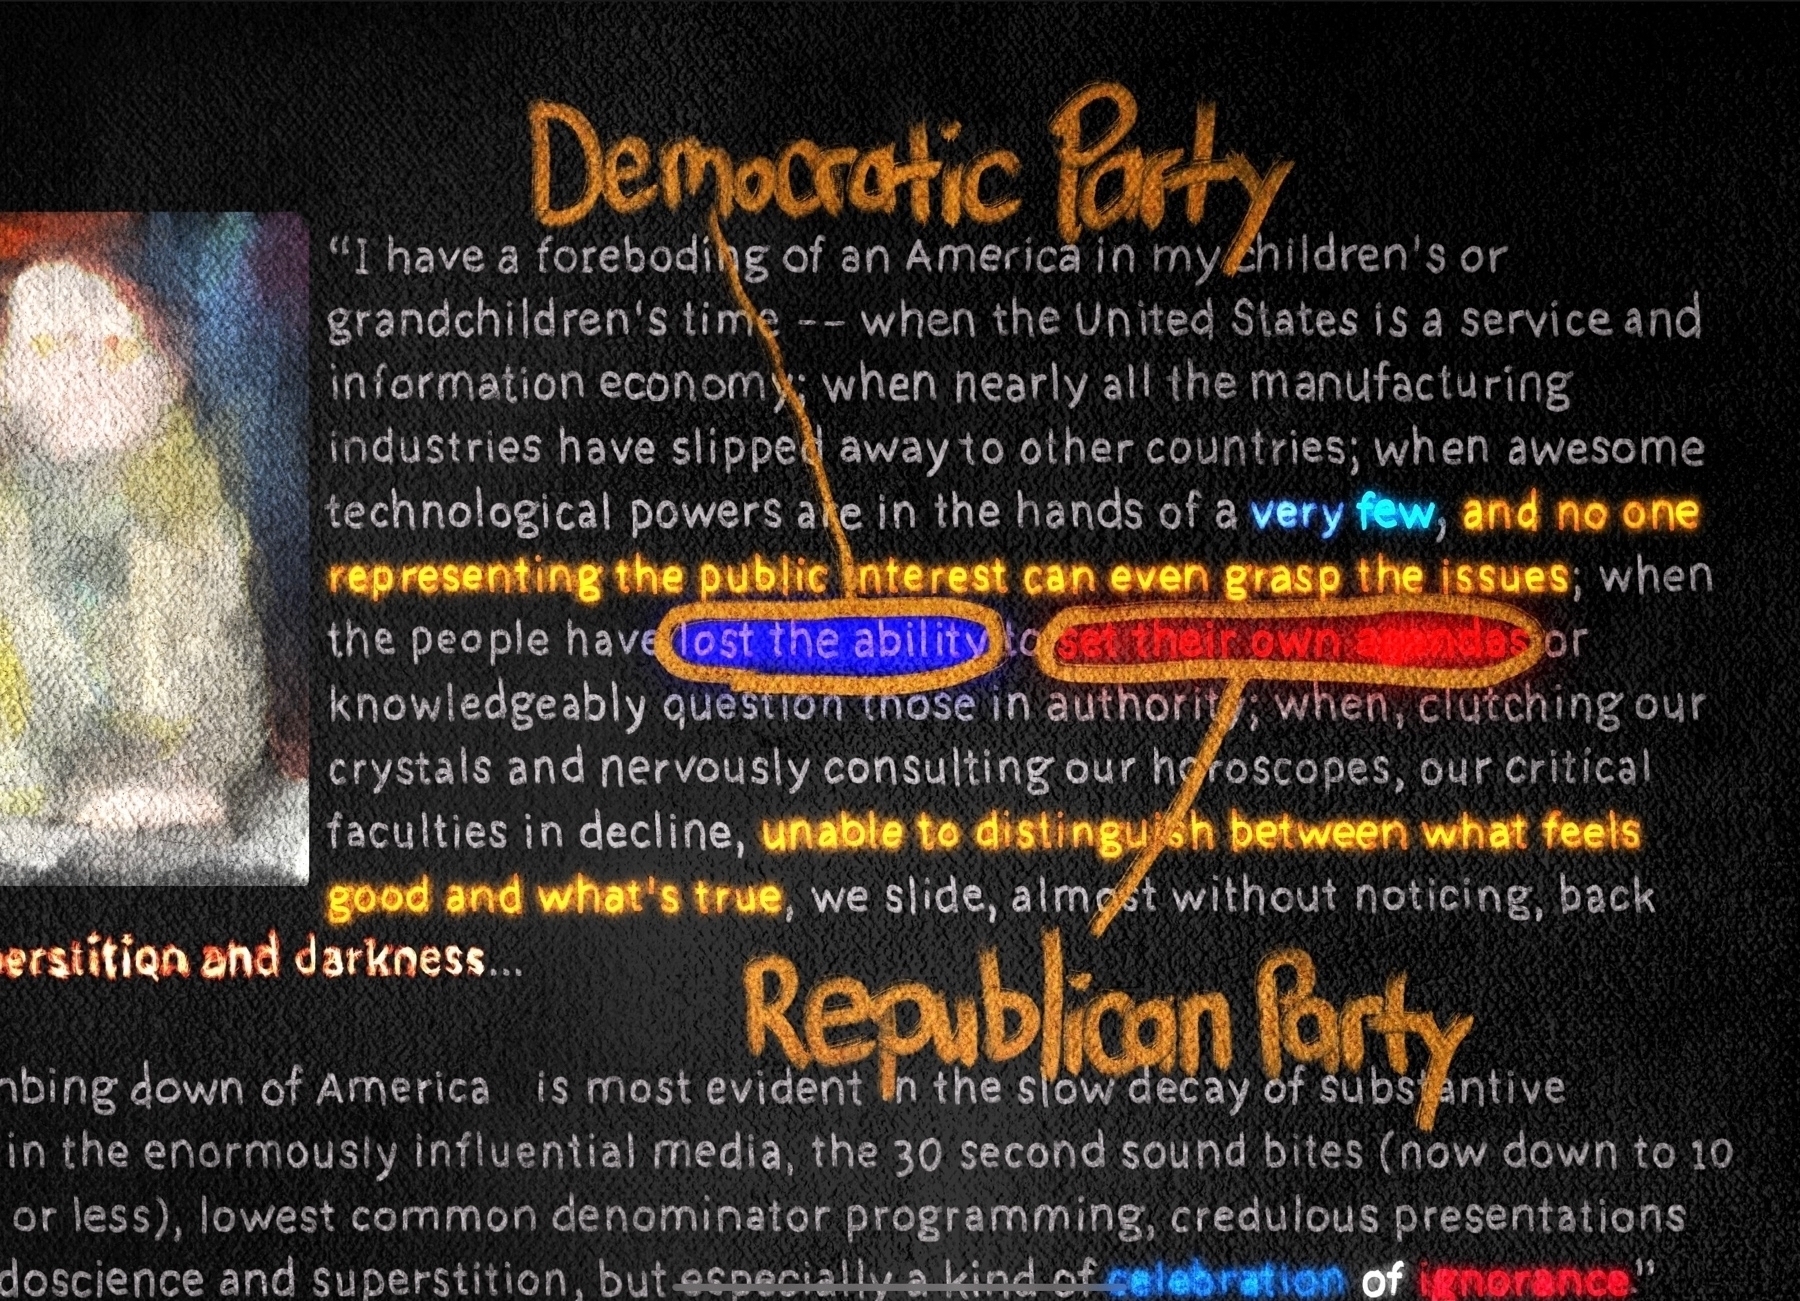 Democratic Party
“I have a foreboding of an America in my children's or
grandchildren's time -- when the United States is a service and
information economy; when nearly all the manufacturing
industries have slipped away to other countries; when awesome
technological powers are in the hands of a very few, and no one
representing the public interest can even grasp the issues; when
the people have lost the ability to set their own agendas or
knowledgeably question those in authority; when, clutching our
crystals and nervously consulting our horoscopes, our critical
faculties in decline, unable to distinguish between what feels
good and what's true, we slide, almost without noticing, back
erstition and darkness...
Republican Party
nbing down of America is most evident in the slow decay of substantive
in the enormously influential media, the 30 second sound bites (now down to 10
or less), lowest common denominator programming, credulous presentations
doscience and superstition, but especially a kind of celebration of ignorance”